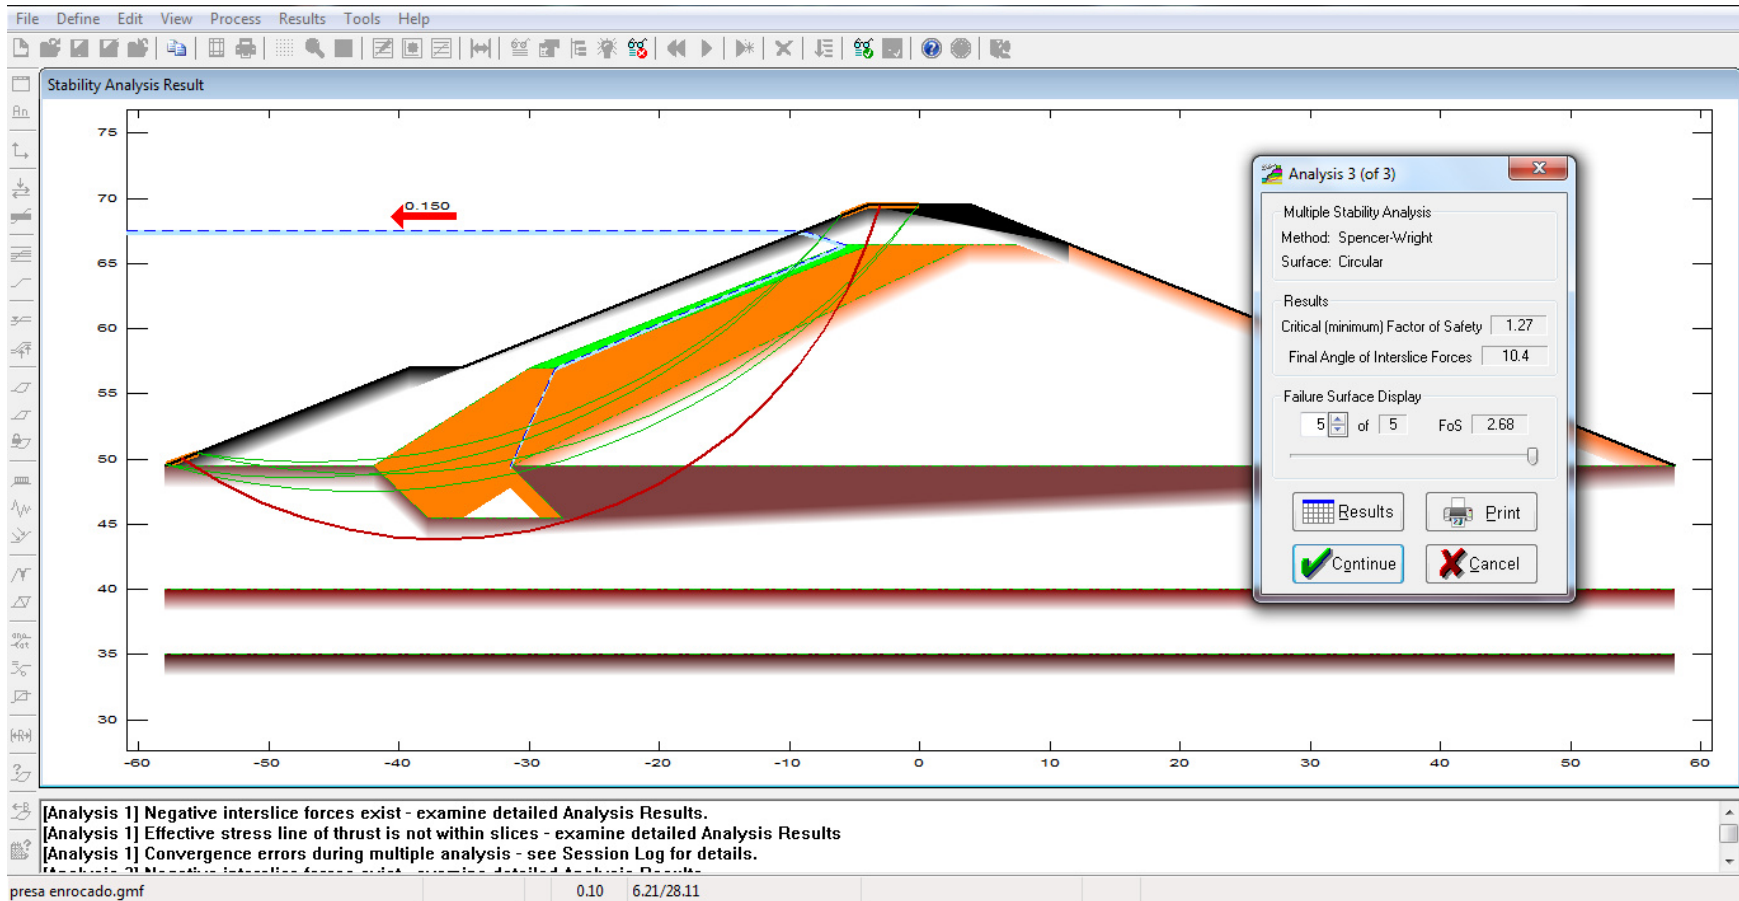 File Define Edit View Process Results Tools Help
Stability Analysis Result
75
70
65
60
55
50
45
40
35
30
0.150
-60 -50 -40 -30 -20 -10 0 10 20 30 40 50 60
Analysis 3 (of 3)
Multiple Stability Analysis
Method: Spencer-Wright
Surface: Circular
Results
Critical (minimum) Factor of Safety 1.27
Final Angle of Interslice Forces 10.4
Failure Surface Display
5 of 5 FoS 2.68
Results Print
Continue Cancel
[Analysis 1] Negative interslice forces exist - examine detailed Analysis Results.
[Analysis 1] Effective stress line of thrust is not within slices - examine detailed Analysis Results
[Analysis 1] Convergence errors during multiple analysis - see Session Log for details.
presa enrocado.gmf 0.10 6.21/28.11